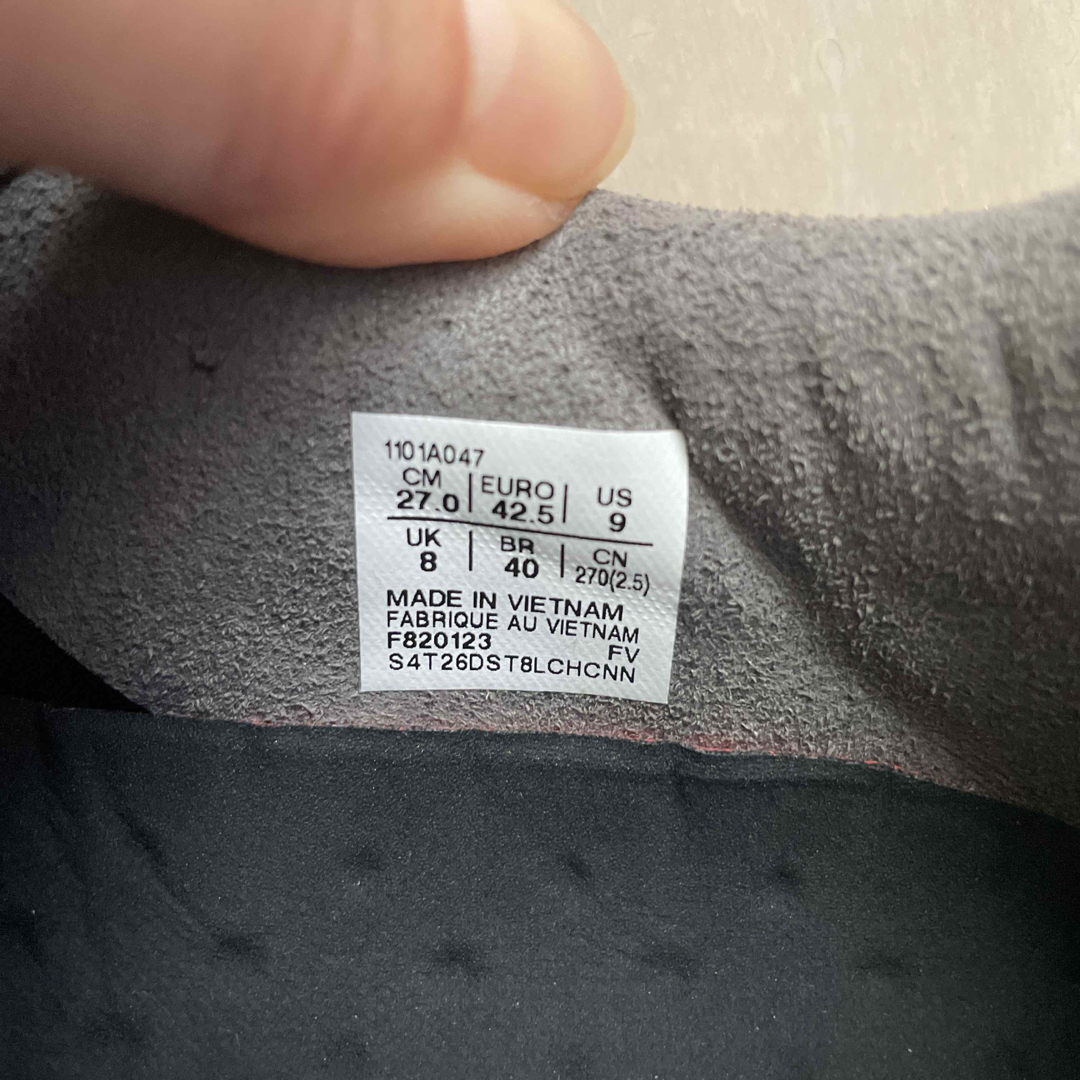 1101A047
CM | EURO | US
27.0 | 42.5 | 9
UK | BR | CN
8 | 40 | 270(2.5)
MADE IN VIETNAM
FABRIQUE AU VIETNAM
F820123 FV
S4T26DST8LCHCNN